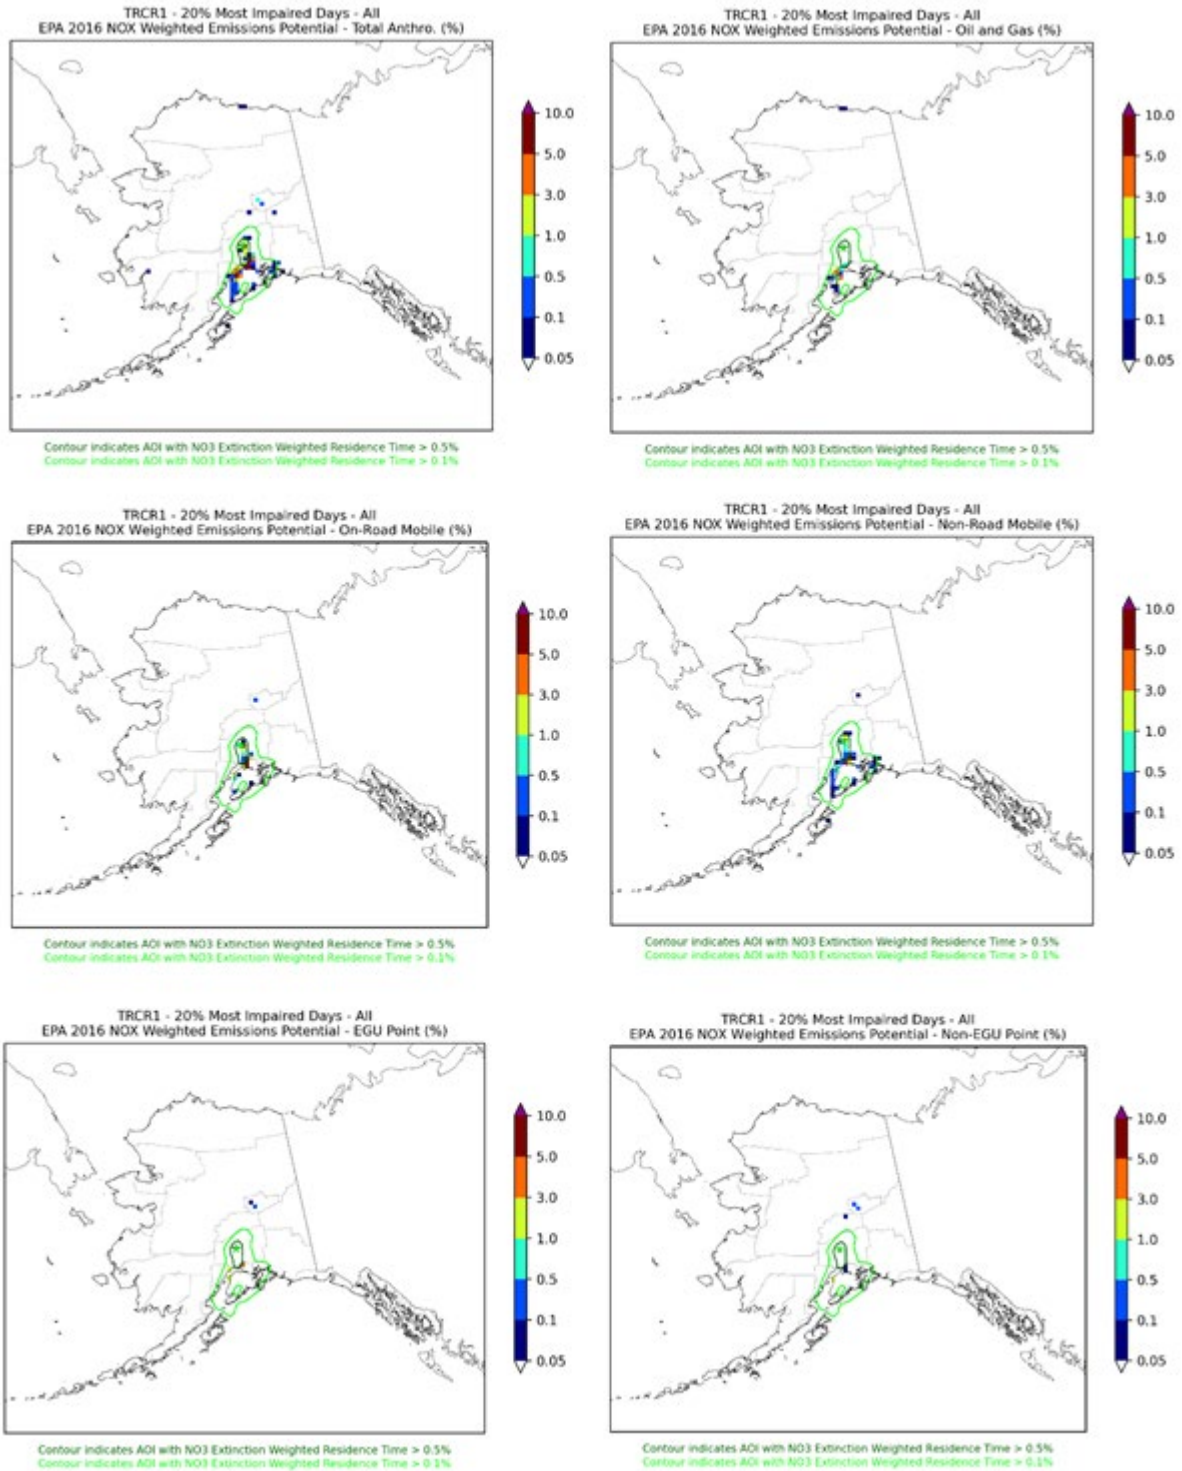 TRCR1 - 20% Most Impaired Days - All
EPA 2016 NOX Weighted Emissions Potential - Total Anthro. (%)
10.0
5.0
3.0
1.0
0.5
0.1
0.05
Contour indicates AOI with NO3 Extinction Weighted Residence Time > 0.5%
Contour indicates AOI with NO3 Extinction Weighted Residence Time > 0.1%
TRCR1 - 20% Most Impaired Days - All
EPA 2016 NOX Weighted Emissions Potential - Oil and Gas (%)
10.0
5.0
3.0
1.0
0.5
0.1
0.05
Contour indicates AOI with NO3 Extinction Weighted Residence Time > 0.5%
Contour indicates AOI with NO3 Extinction Weighted Residence Time > 0.1%
TRCR1 - 20% Most Impaired Days - All
EPA 2016 NOX Weighted Emissions Potential - On-Road Mobile (%)
10.0
5.0
3.0
1.0
0.5
0.1
0.05
Contour indicates AOI with NO3 Extinction Weighted Residence Time > 0.5%
Contour indicates AOI with NO3 Extinction Weighted Residence Time > 0.1%
TRCR1 - 20% Most Impaired Days - All
EPA 2016 NOX Weighted Emissions Potential - Non-Road Mobile (%)
10.0
5.0
3.0
1.0
0.5
0.1
0.05
Contour indicates AOI with NO3 Extinction Weighted Residence Time > 0.5%
Contour indicates AOI with NO3 Extinction Weighted Residence Time > 0.1%
TRCR1 - 20% Most Impaired Days - All
EPA 2016 NOX Weighted Emissions Potential - EGU Point (%)
10.0
5.0
3.0
1.0
0.5
0.1
0.05
Contour indicates AOI with NO3 Extinction Weighted Residence Time > 0.5%
Contour indicates AOI with NO3 Extinction Weighted Residence Time > 0.1%
TRCR1 - 20% Most Impaired Days - All
EPA 2016 NOX Weighted Emissions Potential - Non-EGU Point (%)
10.0
5.0
3.0
1.0
0.5
0.1
0.05
Contour indicates AOI with NO3 Extinction Weighted Residence Time > 0.5%
Contour indicates AOI with NO3 Extinction Weighted Residence Time > 0.1%